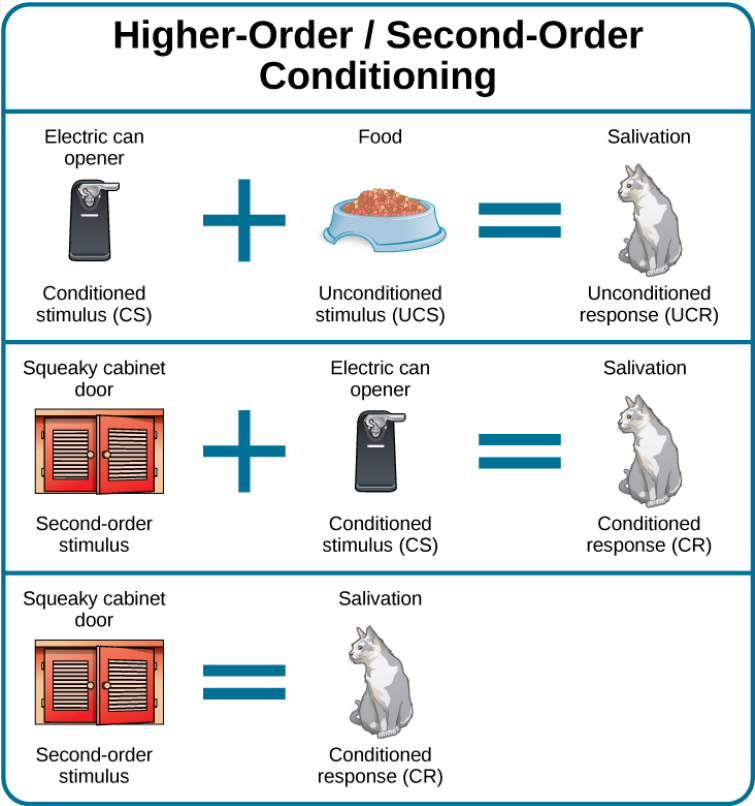 Higher-Order / Second-Order
Conditioning
Electric can
opener
Food
Salivation
Conditioned
stimulus (CS)
Unconditioned
stimulus (UCS)
Unconditioned
response (UCR)
Squeaky cabinet
door
Electric can
opener
Salivation
Second-order
stimulus
Conditioned
stimulus (CS)
Conditioned
response (CR)
Squeaky cabinet
door
Salivation
Second-order
stimulus
Conditioned
response (CR)